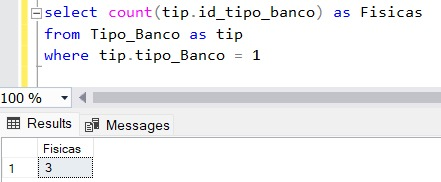 select count(tip.id_tipo_banco) as Fisicas
from Tipo_Banco as tip
where tip.tipo_Banco = 1
100 %
Results Messages
Fisicas
1 3